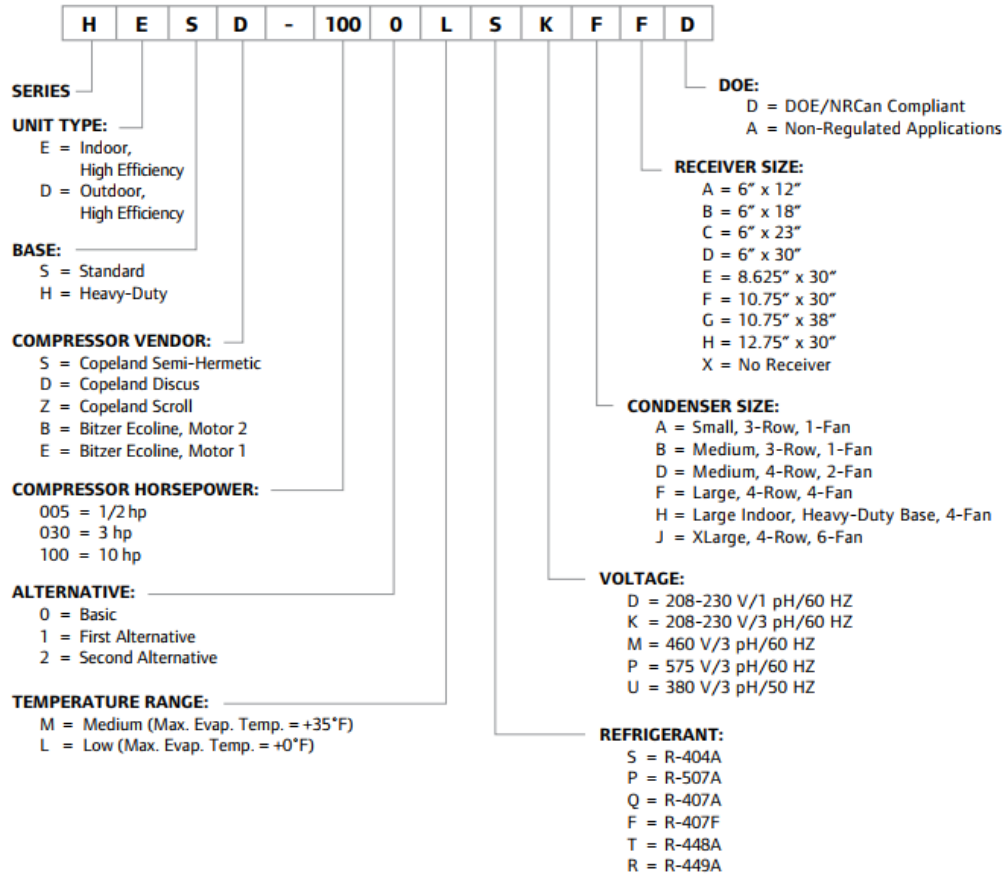 H E S D - 100 0 L S K F F D
SERIES
UNIT TYPE:
E = Indoor,
High Efficiency
D = Outdoor,
High Efficiency
BASE:
S = Standard
H = Heavy-Duty
COMPRESSOR VENDOR:
S = Copeland Semi-Hermetic
D = Copeland Discus
Z = Copeland Scroll
B = Bitzer Ecoline, Motor 2
E = Bitzer Ecoline, Motor 1
COMPRESSOR HORSEPOWER:
005 = 1/2 hp
030 = 3 hp
100 = 10 hp
ALTERNATIVE:
0 = Basic
1 = First Alternative
2 = Second Alternative
TEMPERATURE RANGE:
M = Medium (Max. Evap. Temp. = +35°F)
L = Low (Max. Evap. Temp. = +0°F)
DOE:
D = DOE/NRCan Compliant
A = Non-Regulated Applications
RECEIVER SIZE:
A = 6″ x 12″
B = 6″ x 18″
C = 6″ x 23″
D = 6″ x 30″
E = 8.625″ x 30″
F = 10.75″ x 30″
G = 10.75″ x 38″
H = 12.75″ x 30″
X = No Receiver
CONDENSER SIZE:
A = Small, 3-Row, 1-Fan
B = Medium, 3-Row, 1-Fan
D = Medium, 4-Row, 2-Fan
F = Large, 4-Row, 4-Fan
H = Large Indoor, Heavy-Duty Base, 4-Fan
J = XLarge, 4-Row, 6-Fan
VOLTAGE:
D = 208-230 V/1 pH/60 HZ
K = 208-230 V/3 pH/60 HZ
M = 460 V/3 pH/60 HZ
P = 575 V/3 pH/60 HZ
U = 380 V/3 pH/50 HZ
REFRIGERANT:
S = R-404A
P = R-507A
Q = R-407A
F = R-407F
T = R-448A
R = R-449A